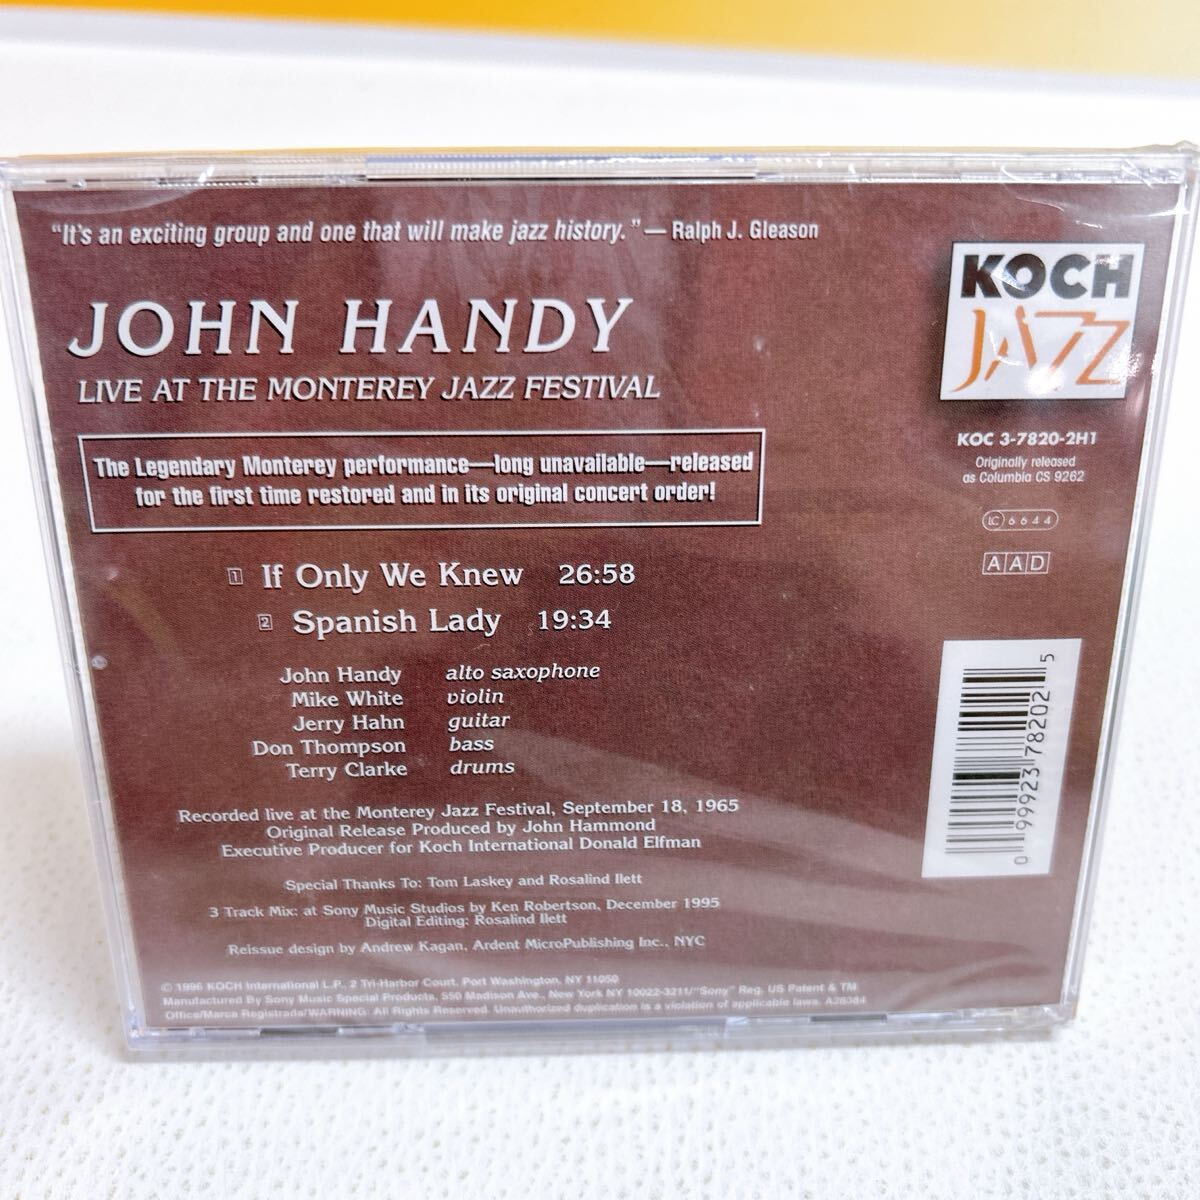 "It's an exciting group and one that will make jazz history." — Ralph J. Gleason
JOHN HANDY
LIVE AT THE MONTEREY JAZZ FESTIVAL
The Legendary Monterey performance—long unavailable—released
for the first time restored and in its original concert order!
1 If Only We Knew 26:58
2 Spanish Lady 19:34
John Handy alto saxophone
Mike White violin
Jerry Hahn guitar
Don Thompson bass
Terry Clarke drums
Recorded live at the Monterey Jazz Festival, September 18, 1965
Original Release Produced by John Hammond
Executive Producer for Koch International Donald Elfman
Special Thanks To: Tom Laskey and Rosalind Ilett
3 Track Mix: at Sony Music Studios by Ken Robertson, December 1995
Digital Editing: Rosalind Ilett
Reissue design by Andrew Kagan, Ardent MicroPublishing Inc., NYC
© 1996 KOCH International L.P., 2 Tri-Harbor Court, Port Washington, NY 11050
Manufactured By Sony Music Special Products, 550 Madison Ave., New York NY 10022-3211/"Sony" Reg. US Patent & TM
Office/Marca Registrada/WARNING: All Rights Reserved. Unauthorized duplication is a violation of applicable laws. A26384
KOCH
JAZZ
KOC 3-7820-2H1
Originally released
as Columbia CS 9262
LC 6644
AAD
0 99923 78202 5